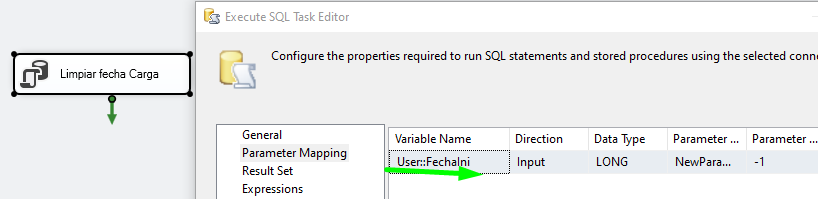 Execute SQL Task Editor
Configure the properties required to run SQL statements and stored procedures using the selected conne
Limpiar fecha Carga
General
Parameter Mapping
Result Set
Expressions
Variable Name Direction Data Type Parameter ... Parameter ...
User::FechaIni Input LONG NewPara... -1